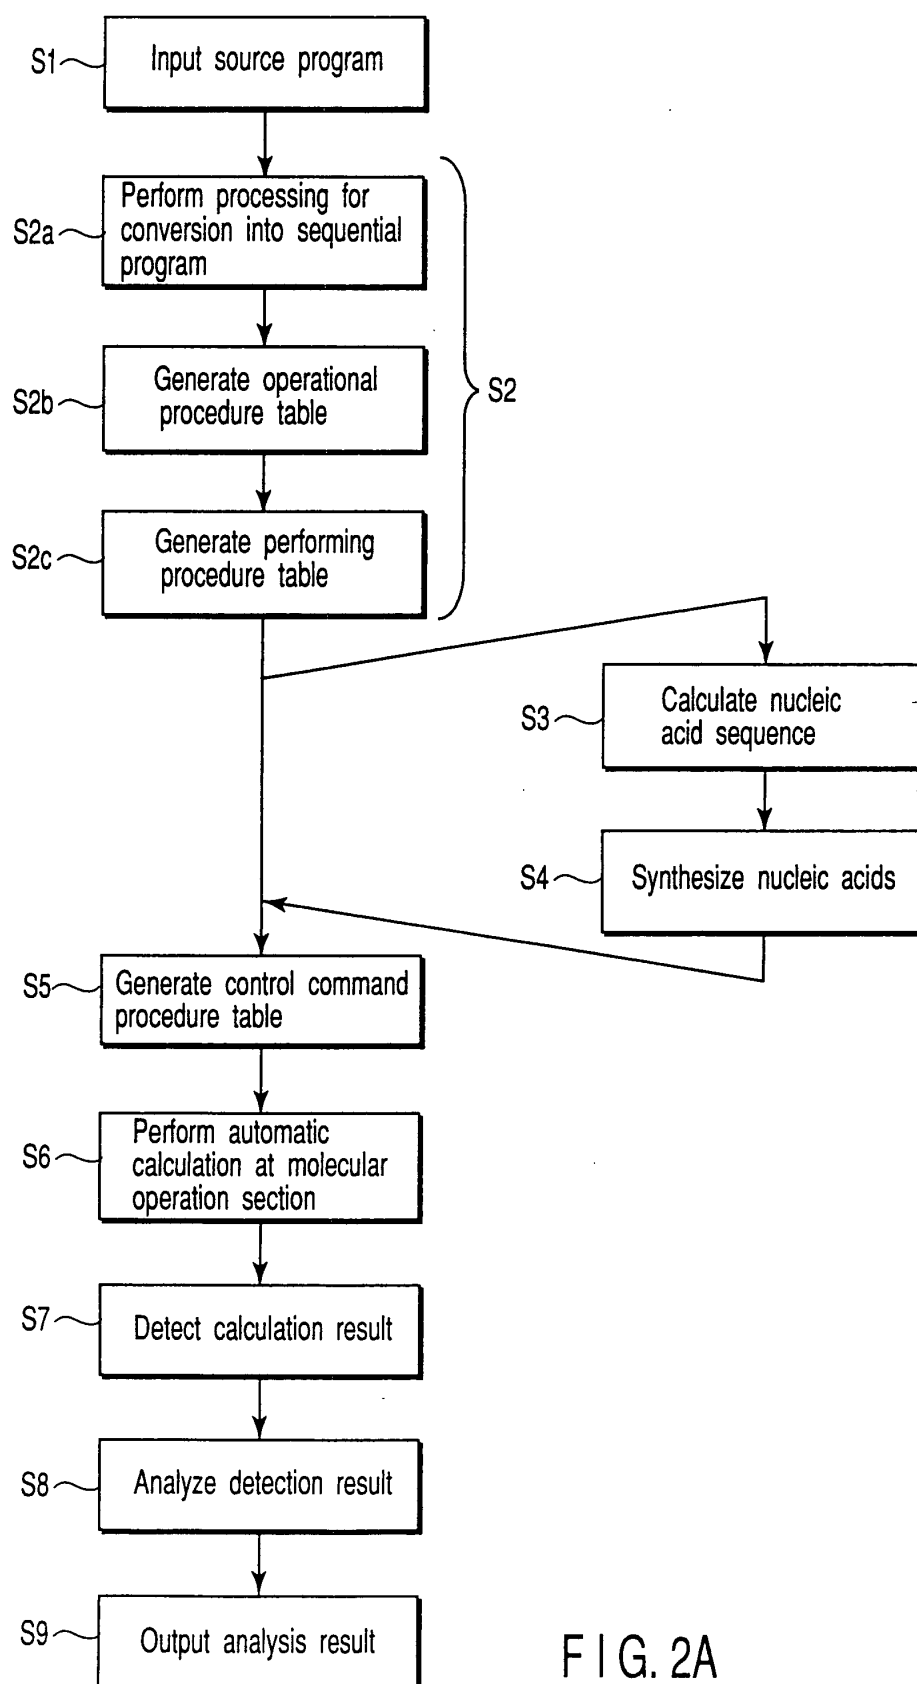 S1
Input source program
S2a
Perform processing for
conversion into sequential
program
S2b
Generate operational
procedure table
S2
S2c
Generate performing
procedure table
S3
Calculate nucleic
acid sequence
S4
Synthesize nucleic acids
S5
Generate control command
procedure table
S6
Perform automatic
calculation at molecular
operation section
S7
Detect calculation result
S8
Analyze detection result
S9
Output analysis result
FIG. 2A